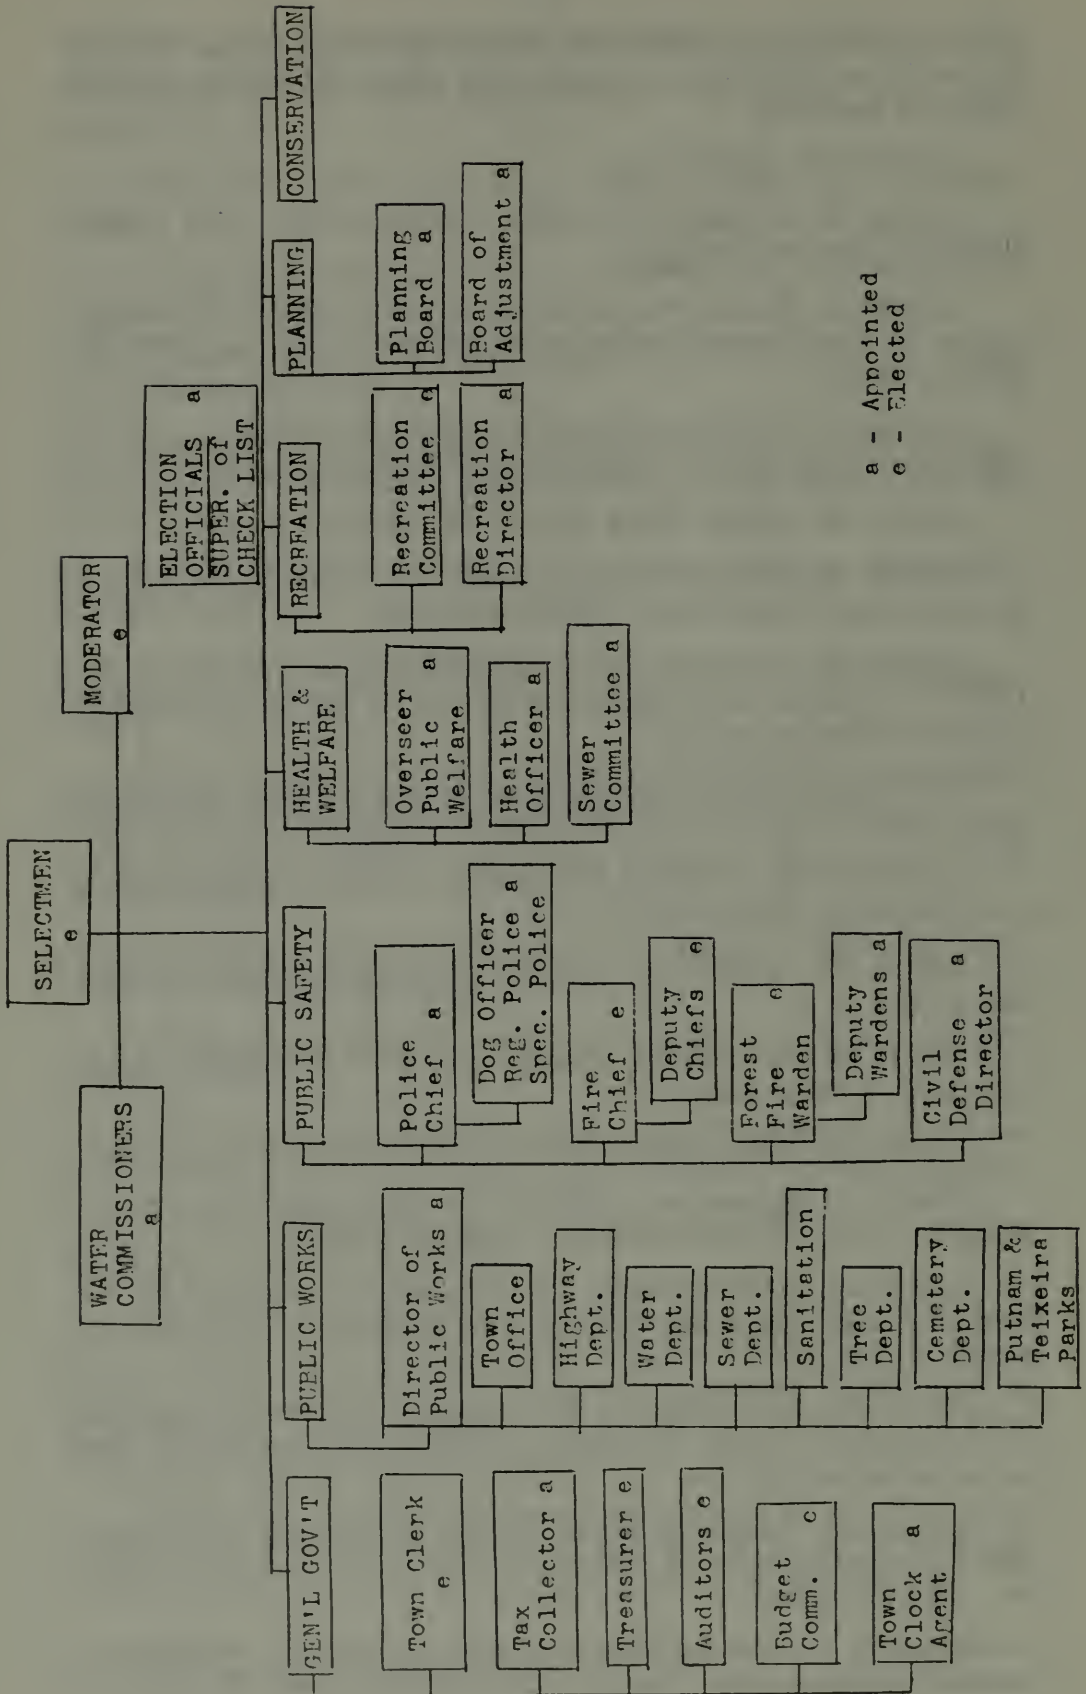 SELECTMEN
e
WATER
COMMISSIONERS
a
MODERATOR
e
ELECTION
OFFICIALS a
SUPER. of
CHECK LIST
GEN'L GOV'T
Town Clerk
e
Tax
Collector a
Treasurer e
Auditors e
Budget
Comm. c
Town
Clock a
Agent
PUBLIC WORKS
Director of
Public Works a
Town
Office
Highway
Dept.
Water
Dept.
Sewer
Dept.
Sanitation
Tree
Dept.
Cemetery
Dept.
Putnam &
Teixeira
Parks
PUBLIC SAFETY
Police
Chief a
Dog Officer
Reg. Police a
Spec. Police
Fire
Chief e
Deputy
Chiefs e
Forest
Fire e
Warden
Deputy
Wardens a
Civil
Defense a
Director
HEALTH &
WELFARE
Overseer
Public a
Welfare
Health
Officer a
Sewer
Committee a
RECREATION
Recreation
Committee e
Recreation
Director a
PLANNING
Planning
Board a
Board of
Adjustment a
CONSERVATION
a - Appointed
e - Elected